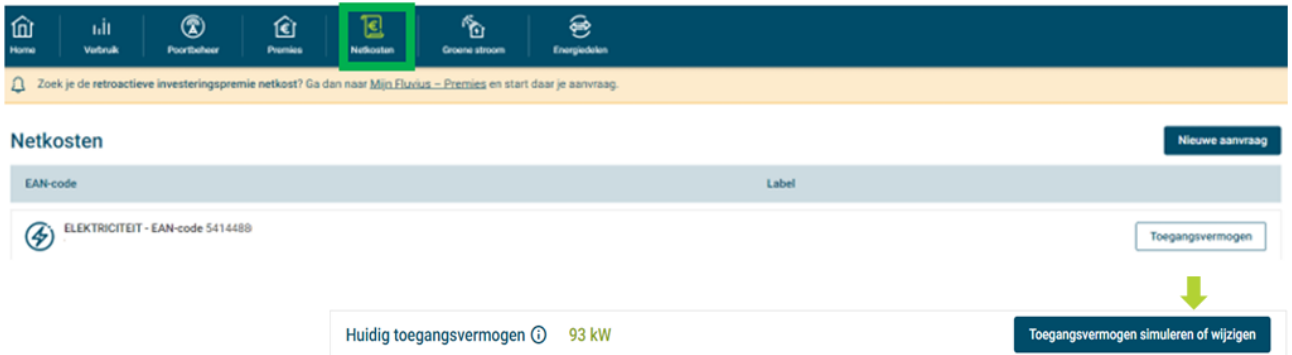 Home
Verbruik
Poortbeheer
Premies
Netkosten
Groene stroom
Energiedelen
Zoek je de retroactieve investeringspremie netkost? Ga dan naar Mijn Fluvius – Premies en start daar je aanvraag.
Netkosten
Nieuwe aanvraag
EAN-code Label
ELEKTRICITEIT - EAN-code 5414488
Toegangsvermogen
Huidig toegangsvermogen 93 kW
Toegangsvermogen simuleren of wijzigen